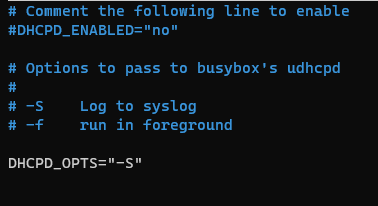 # Comment the following line to enable
#DHCPD_ENABLED="no"
# Options to pass to busybox's udhcpd
#
# -S    Log to syslog
# -f    run in foreground
DHCPD_OPTS="-S"